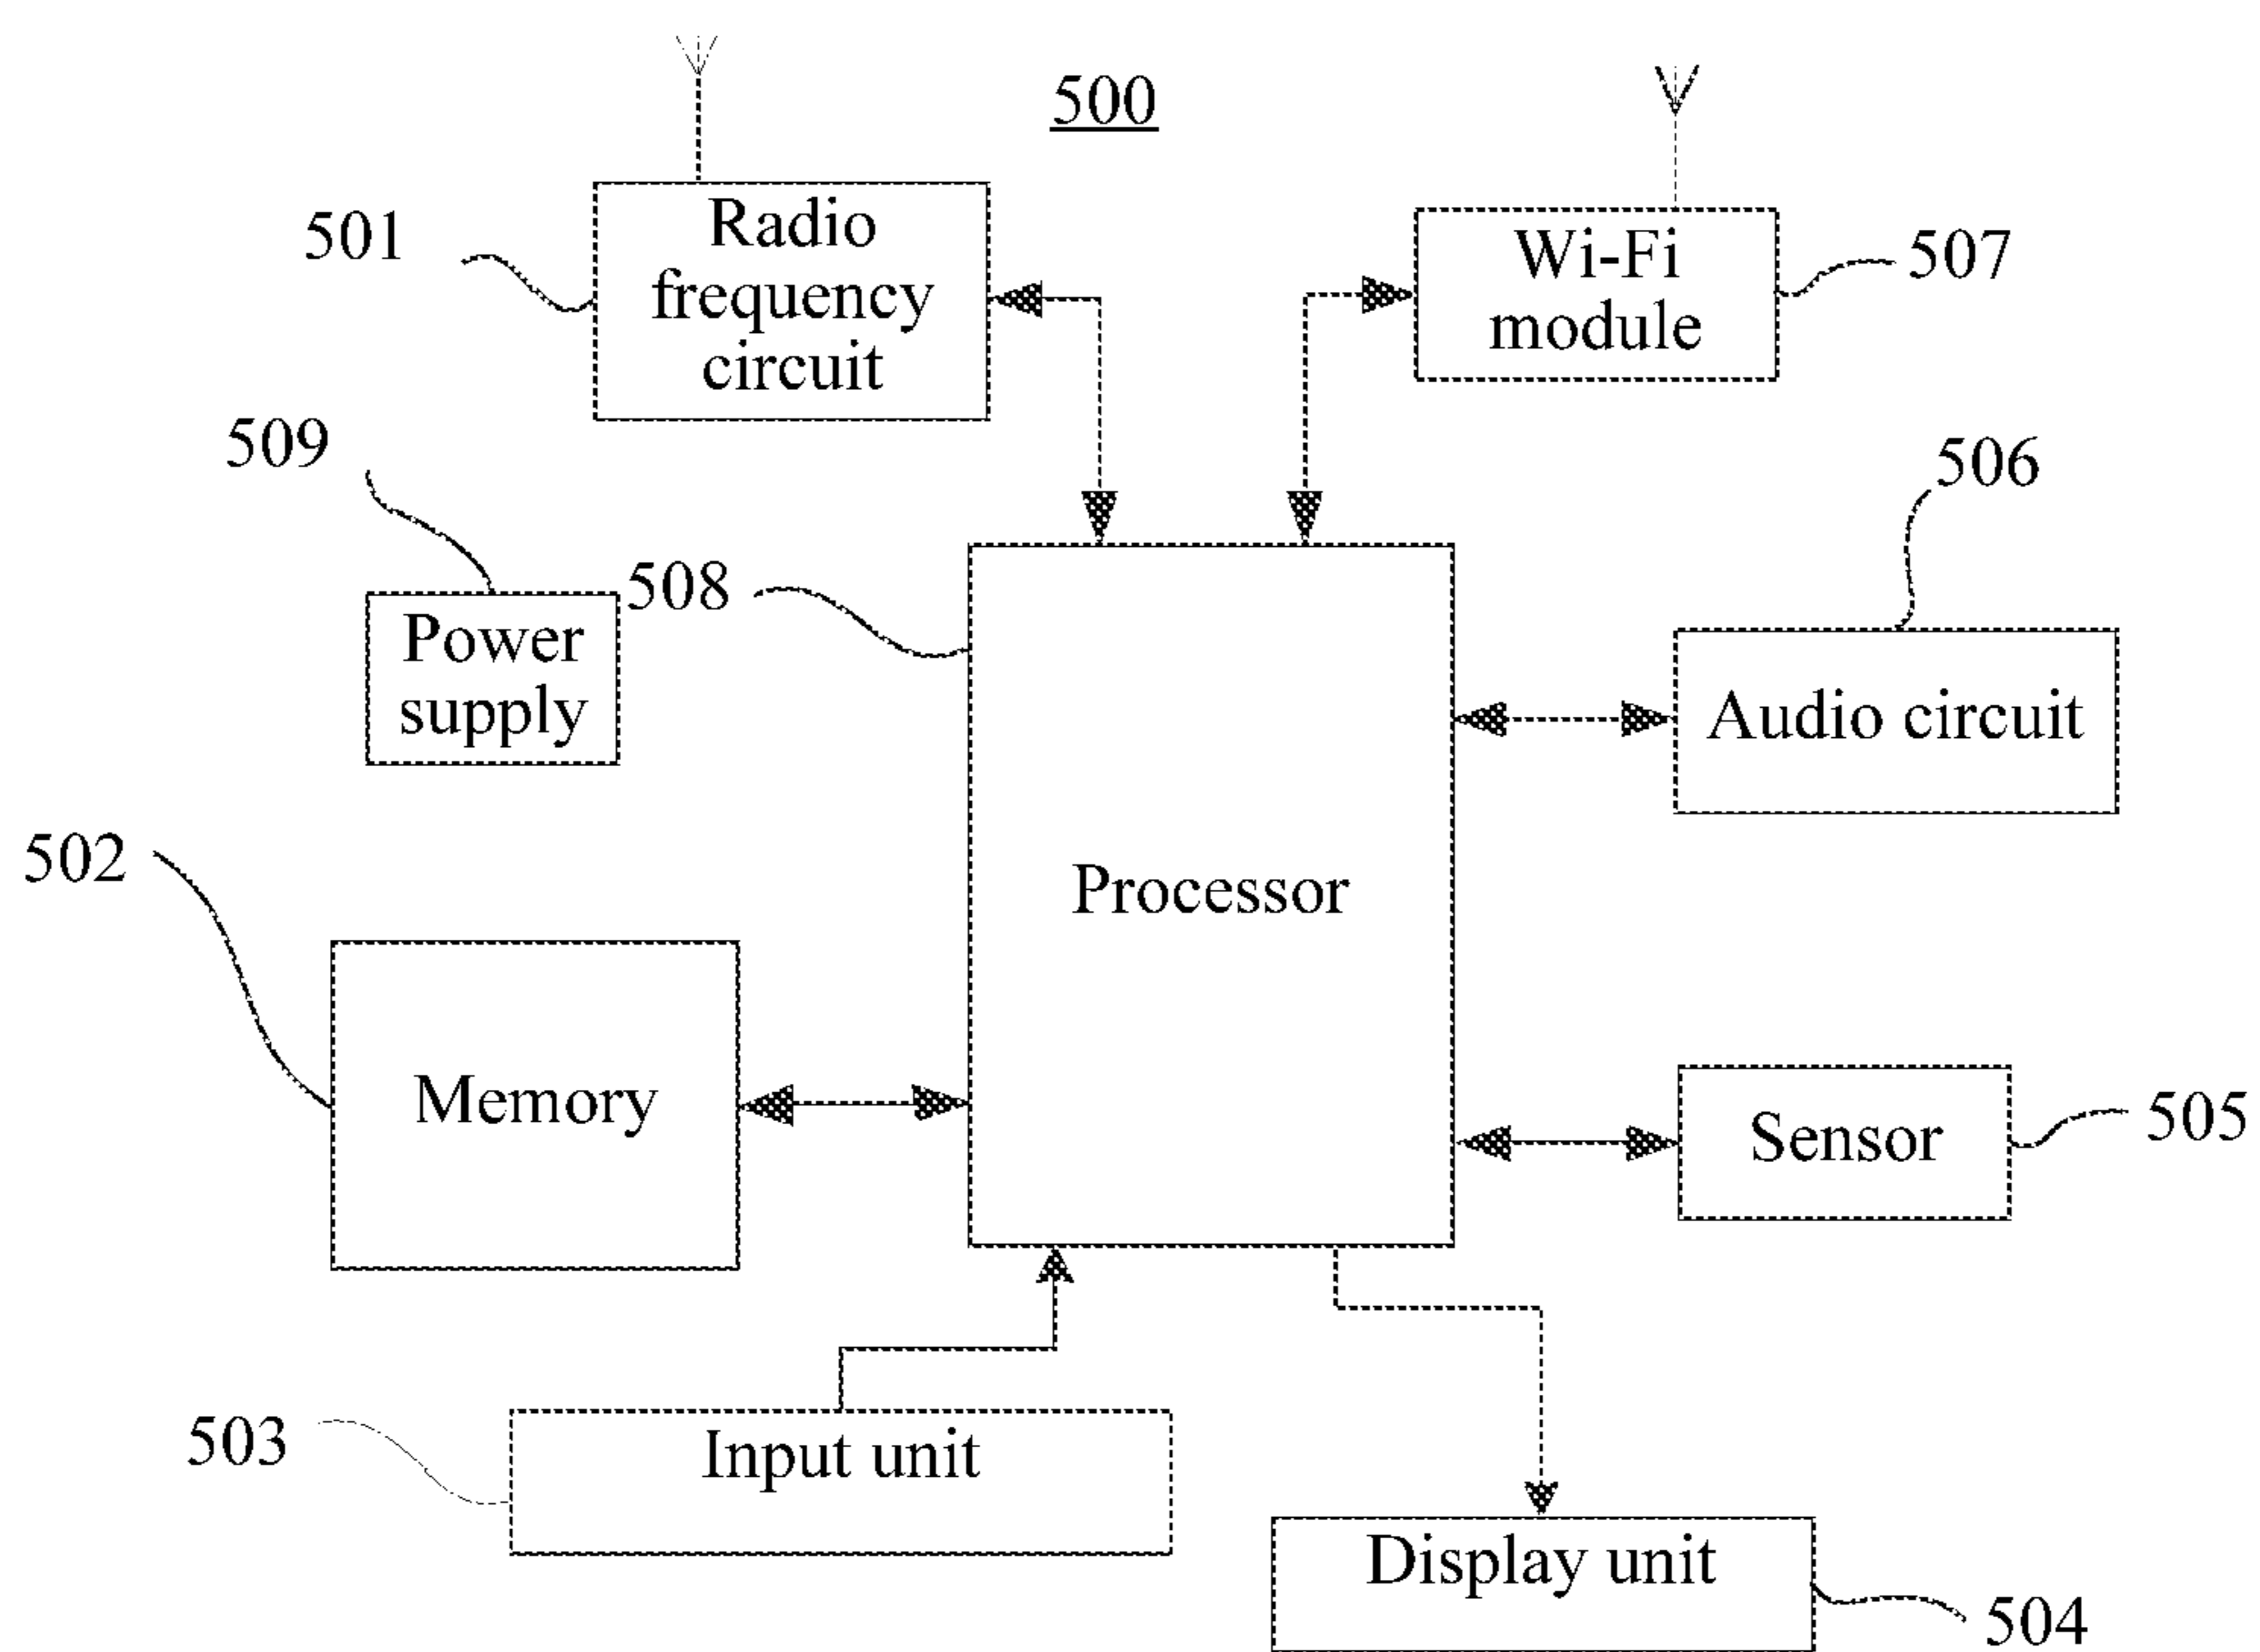 500
501
Radio
frequency
circuit
Wi-Fi
module
507
509
506
508
Power
supply
Audio circuit
502
Processor
Memory
Sensor
505
503
Input unit
Display unit
504